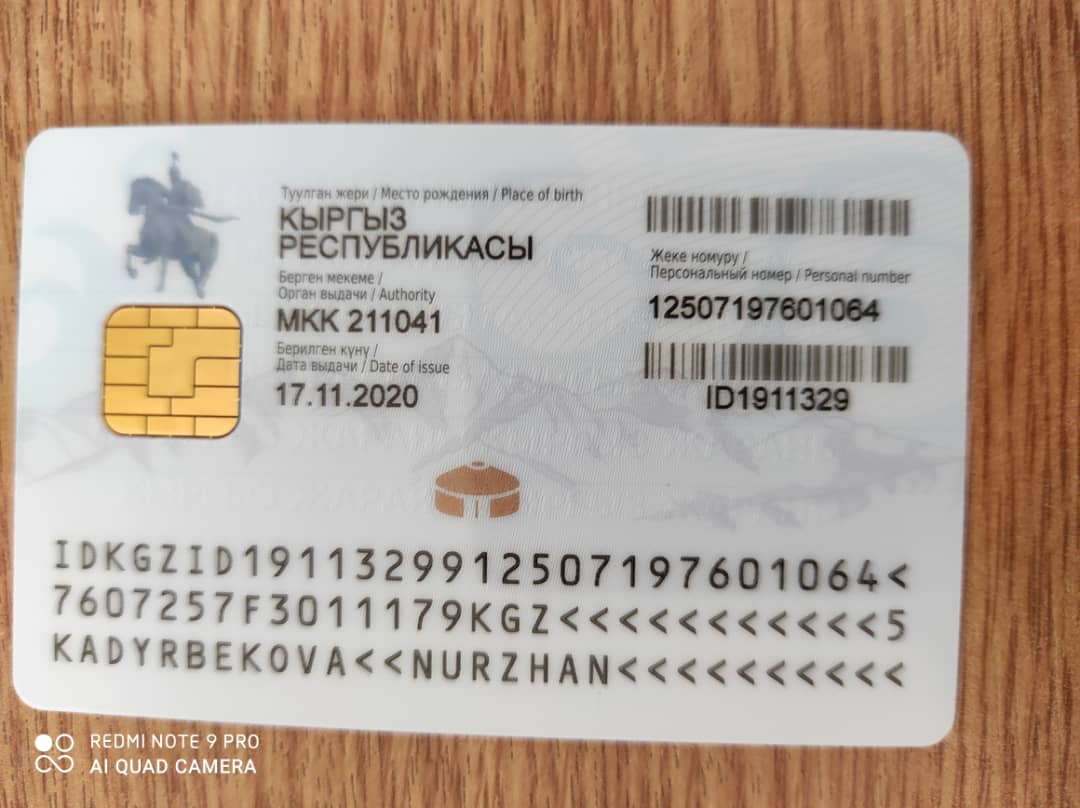 Туулган жери / Место рождения / Place of birth
КЫРГЫЗ
РЕСПУБЛИКАСЫ
Берген мекеме /
Орган выдачи / Authority
МКК 211041
Берилген күнү /
Дата выдачи / Date of issue
17.11.2020
Жеке номуру /
Персональный номер / Personal number
12507197601064
ID1911329
IDKGZID1911329912507197601064<
7607257F3011179KGZ<<<<<<<<<<<5
KADYRBEKOVA<<NURZHAN<<<<<<<<<<
REDMI NOTE 9 PRO
AI QUAD CAMERA